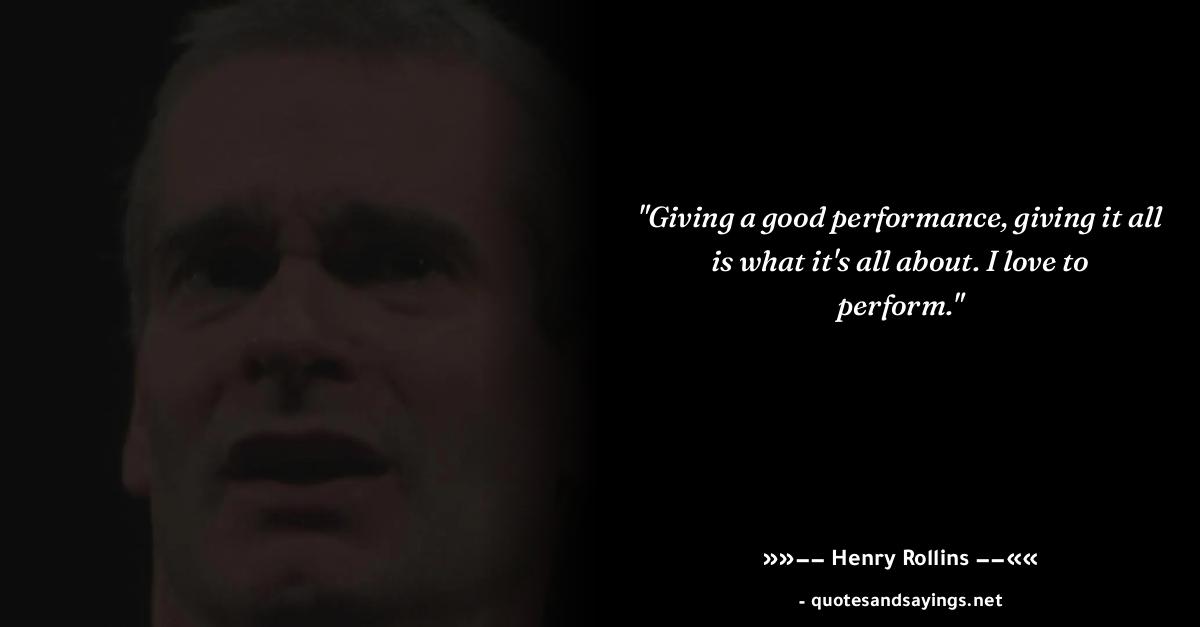 "Giving a good performance, giving it all
is what it's all about. I love to
perform."
»»−− Henry Rollins −−««
- quotesandsayings.net